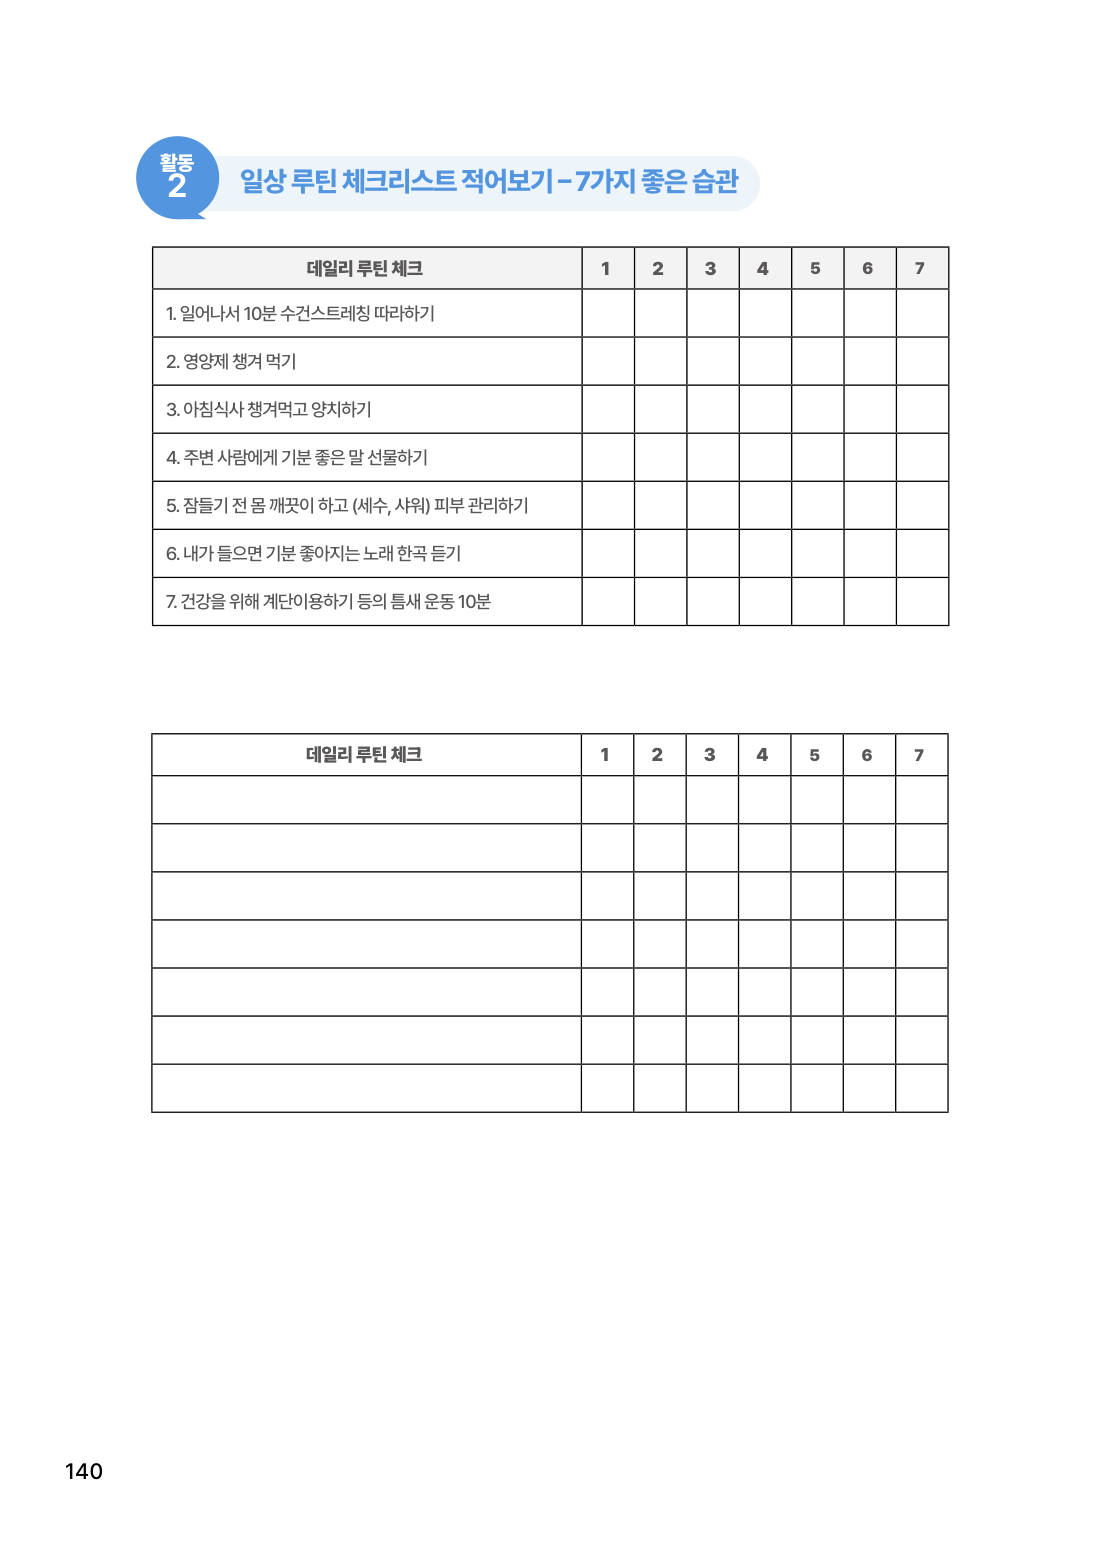 활동
2
일상 루틴 체크리스트 적어보기 – 7가지 좋은 습관
데일리 루틴 체크 1 2 3 4 5 6 7
1. 일어나서 10분 수건스트레칭 따라하기
2. 영양제 챙겨 먹기
3. 아침식사 챙겨먹고 양치하기
4. 주변 사람에게 기분 좋은 말 선물하기
5. 잠들기 전 몸 깨끗이 하고 (세수, 샤워) 피부 관리하기
6. 내가 들으면 기분 좋아지는 노래 한곡 듣기
7. 건강을 위해 계단이용하기 등의 틈새 운동 10분
데일리 루틴 체크 1 2 3 4 5 6 7
140